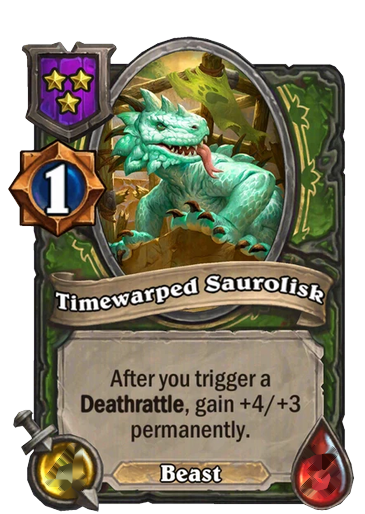 1
Timewarped Saurolisk
After you trigger a
Deathrattle, gain +4/+3
permanently.
Beast